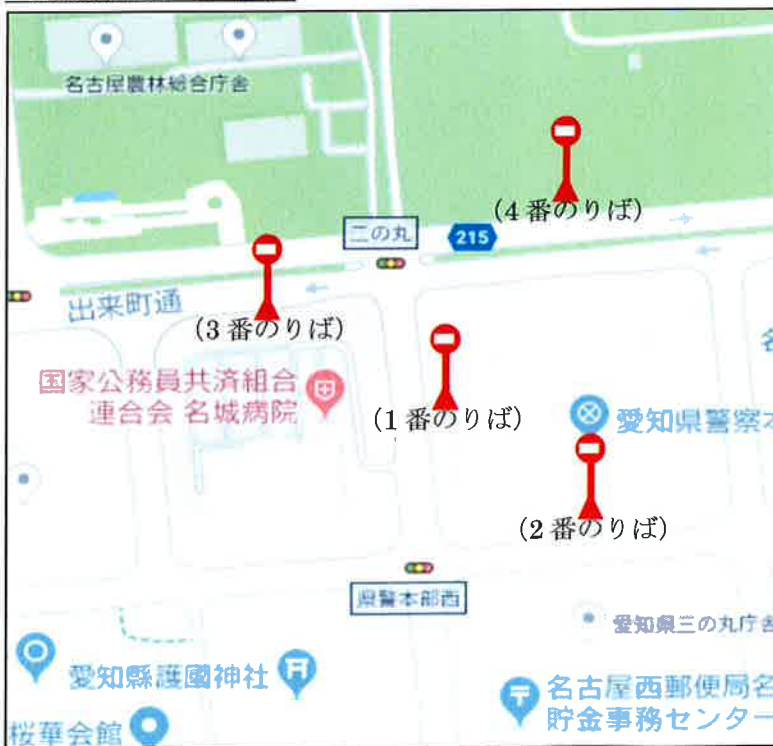 名古屋農林総合庁舎
(4番のりば)
二の丸
215
出来町通
(3番のりば)
国家公務員共済組合
連合会 名城病院
(1番のりば)
愛知県警察本
(2番のりば)
県警本部西
愛知県三の丸庁舎
愛知縣護國神社
名古屋西郵便局名
貯金事務センター
桜華会館